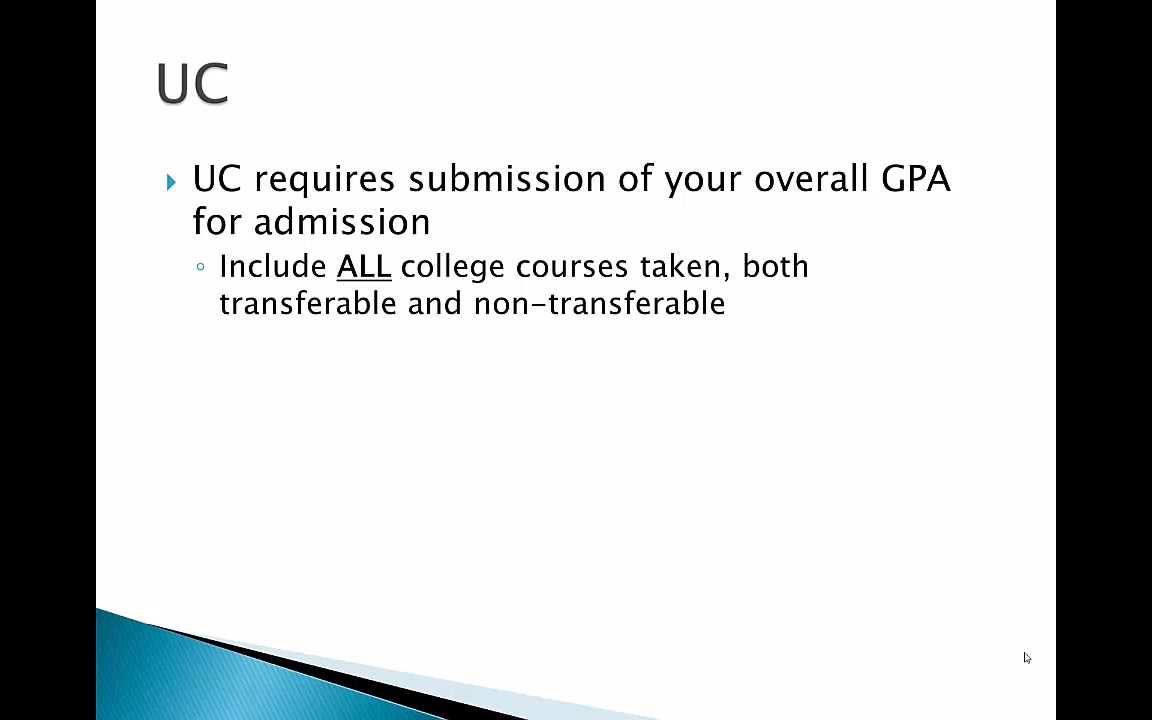 UC
UC requires submission of your overall GPA
for admission
Include ALL college courses taken, both
transferable and non-transferable